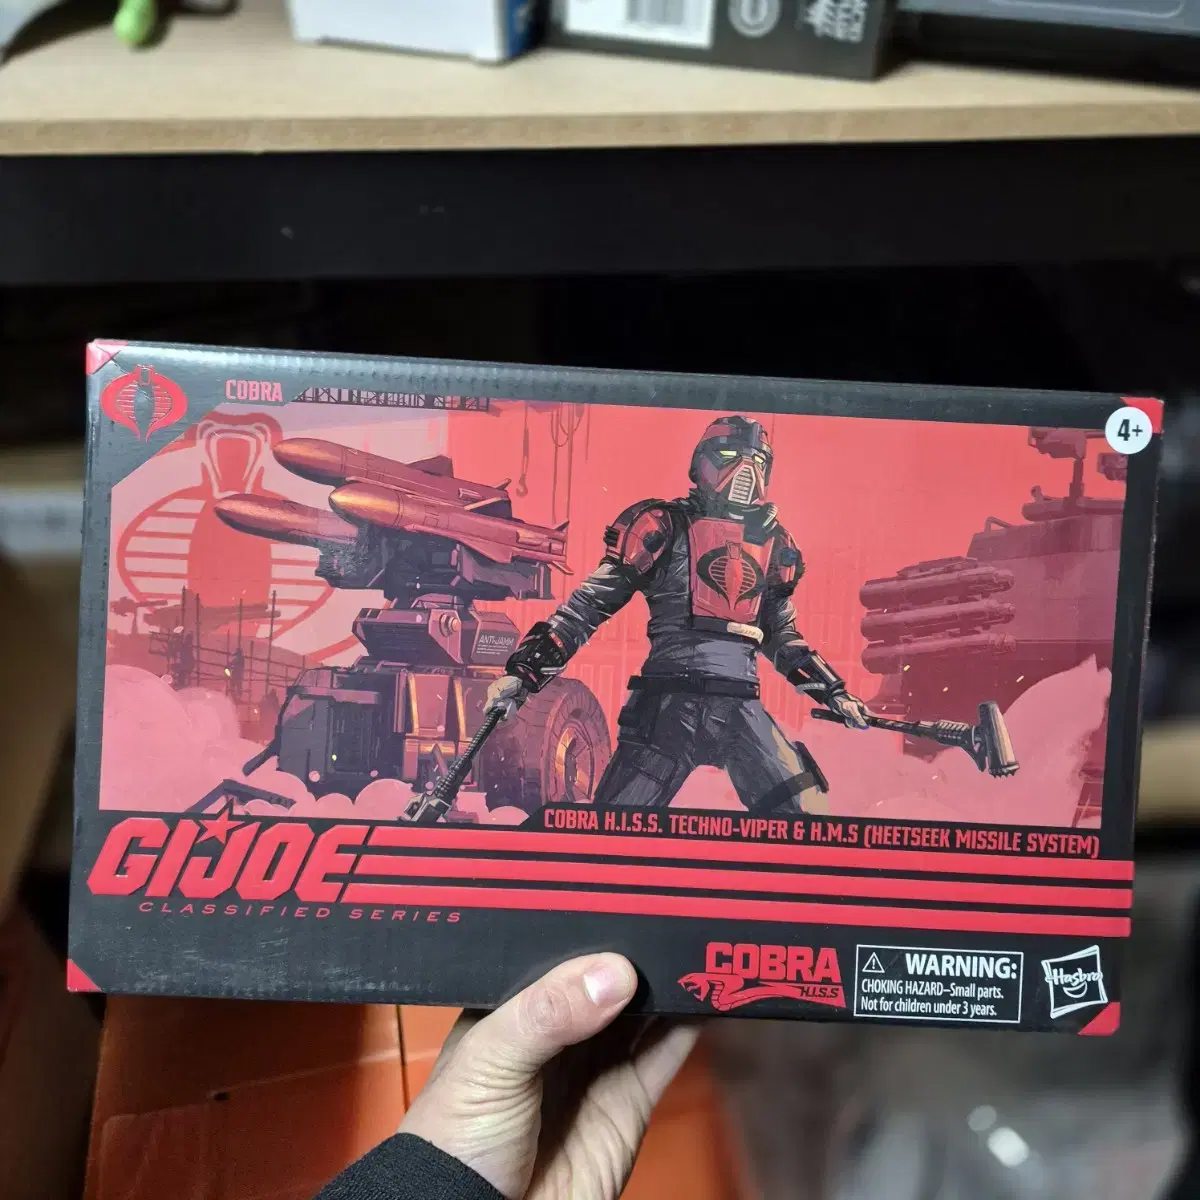 COBRA
4+
ANTI-JAMM
COBRA H.I.S.S. TECHNO-VIPER & H.M.S (HEETSEEK MISSILE SYSTEM)
GIJOE
CLASSIFIED SERIES
COBRA
H.I.S.S
WARNING:
CHOKING HAZARD–Small parts.
Not for children under 3 years.
Hasbro